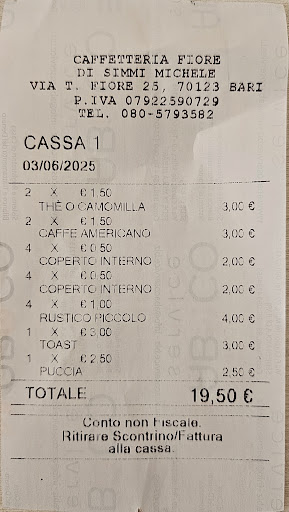 CAFFETTERIA FIORE
DI SIMMI MICHELE
VIA T. FIORE 25, 70123 BARI
P.IVA 07922590729
TEL. 080-5793582
CASSA 1
03/06/2025
2 X € 1,50
THE O CAMOMILLA 3,00 €
2 X € 1,50
CAFFE AMERICANO 3,00 €
4 X € 0,50
COPERTO INTERNO 2,00 €
4 X € 0,50
COPERTO INTERNO 2,00 €
4 X € 1,00
RUSTICO PICCOLO 4,00 €
1 X € 3,00
TOAST 3,00 €
1 X € 2,50
PUCCIA 2,50 €
TOTALE 19,50 €
Conto non Fiscale.
Ritirare Scontrino/Fattura
alla cassa.
service